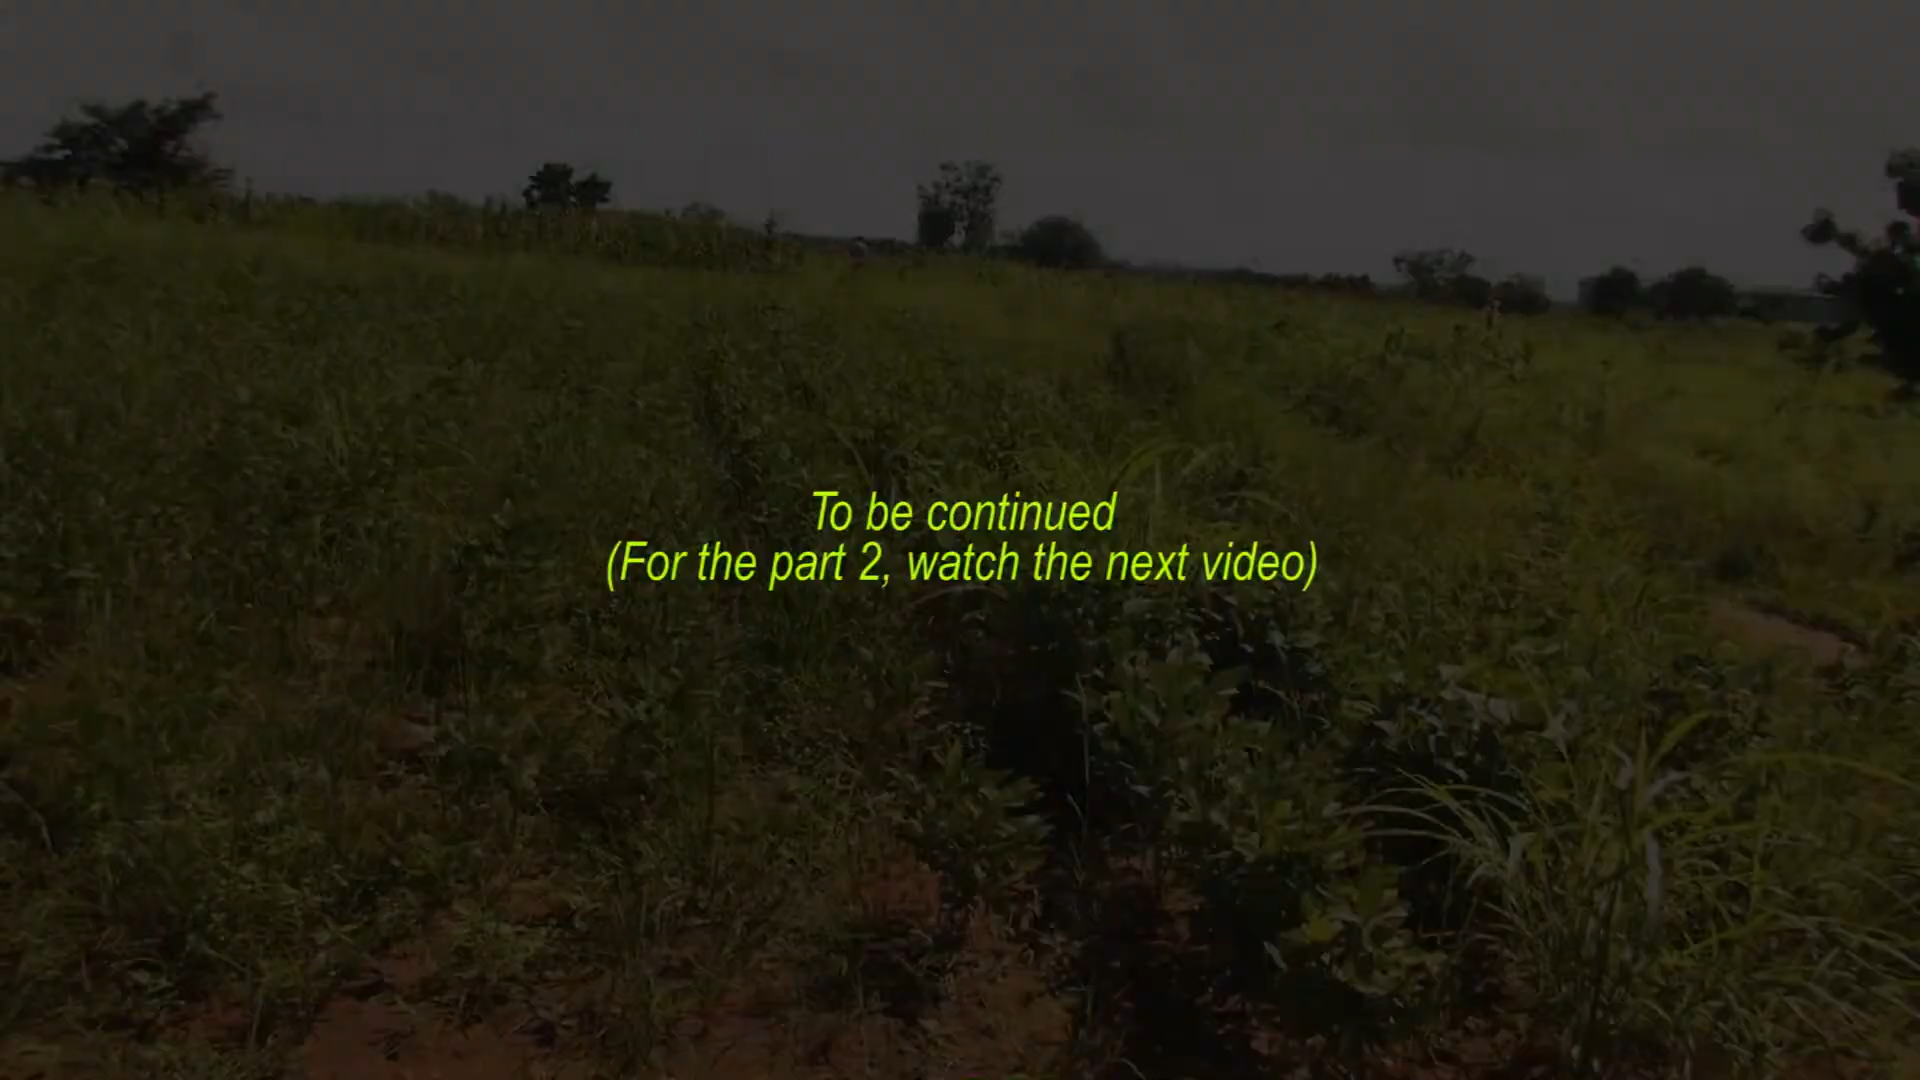 To be continued
(For the part 2, watch the next video)